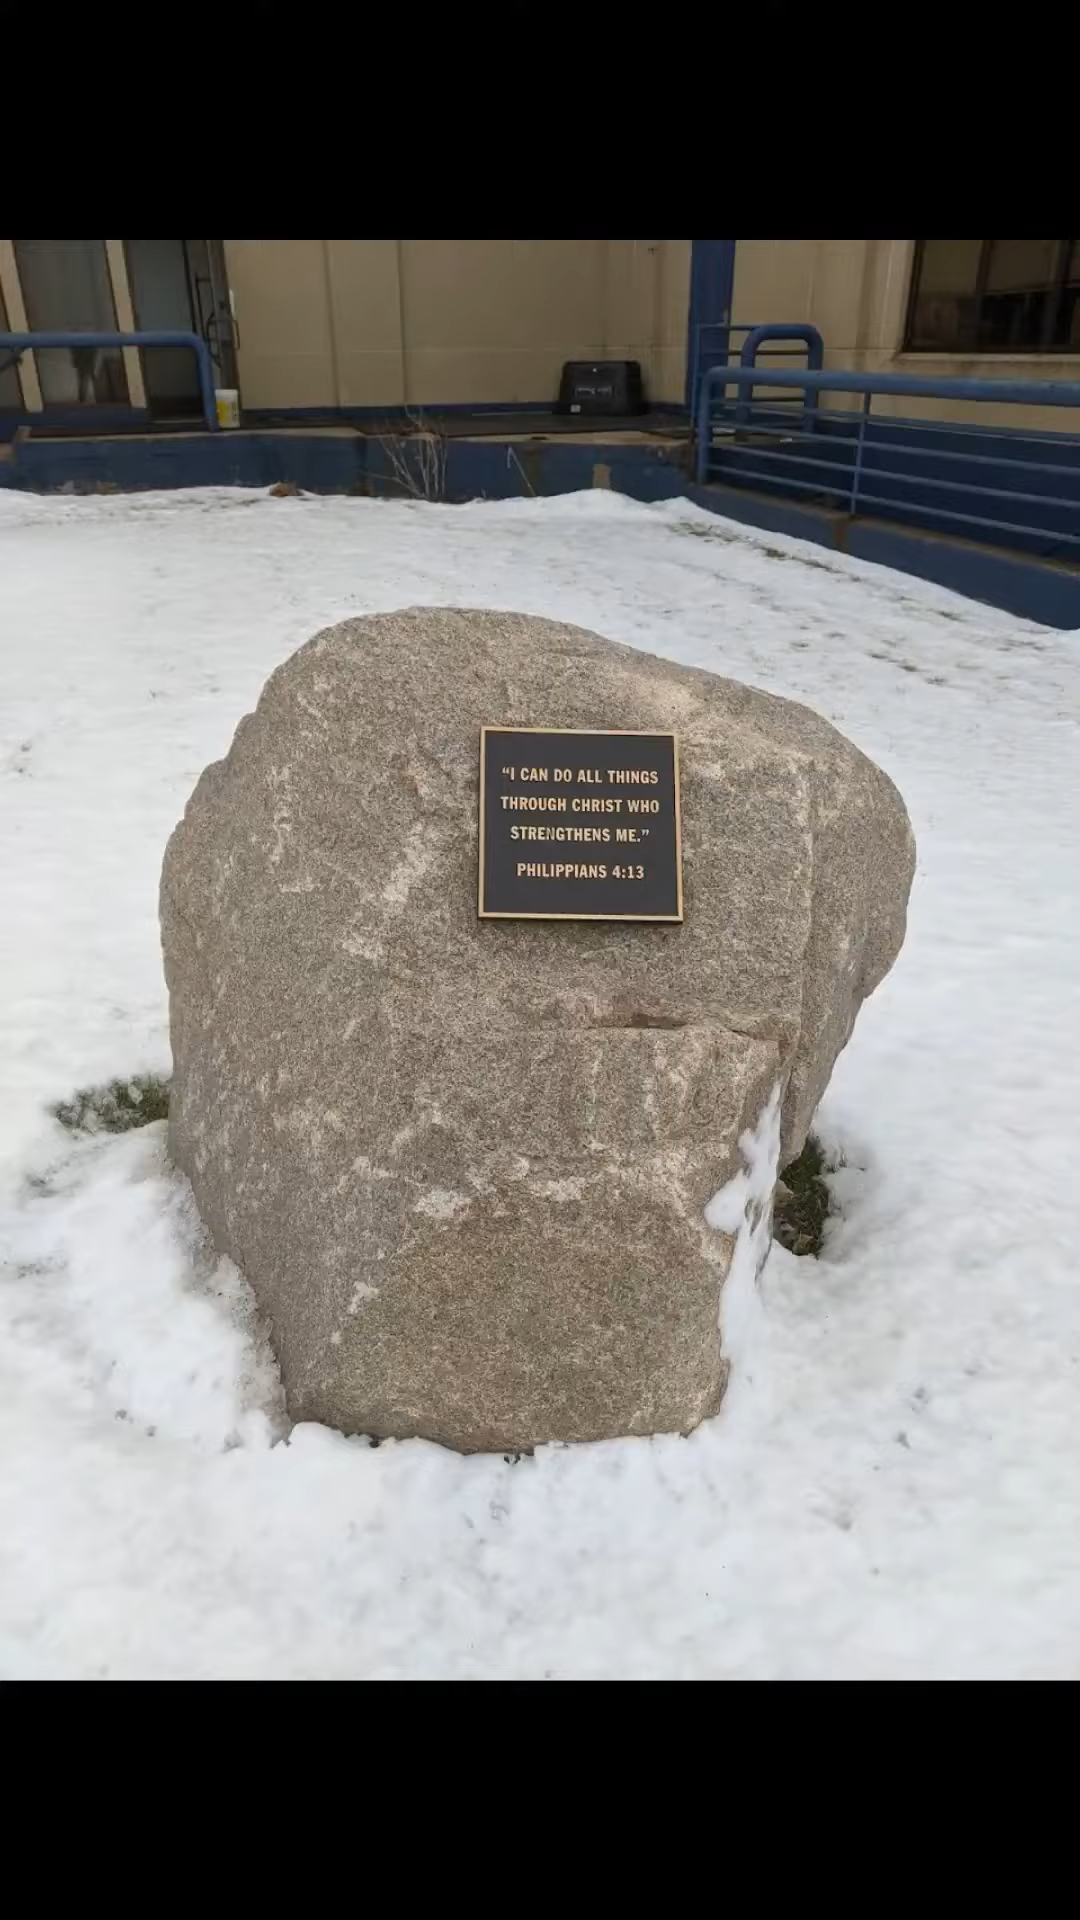 “I CAN DO ALL THINGS
THROUGH CHRIST WHO
STRENGTHENS ME.”
PHILIPPIANS 4:13